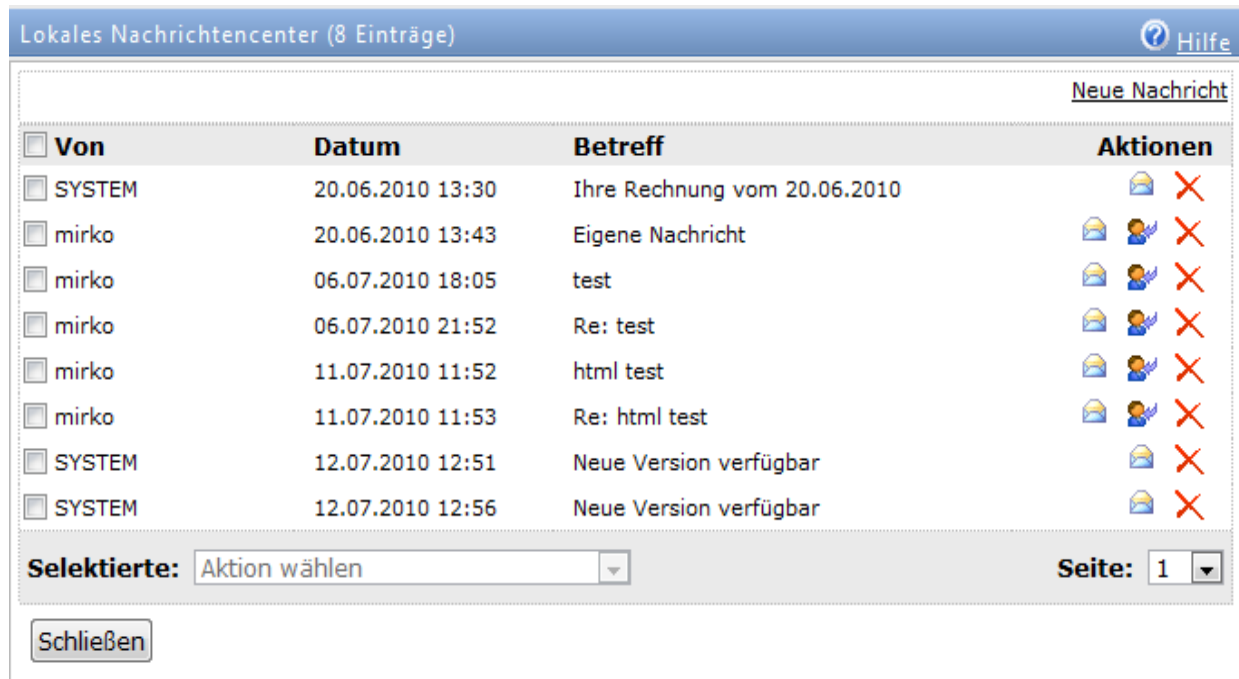 Lokales Nachrichtencenter (8 Einträge) Hilfe
Neue Nachricht
Von Datum Betreff Aktionen
SYSTEM 20.06.2010 13:30 Ihre Rechnung vom 20.06.2010
mirko 20.06.2010 13:43 Eigene Nachricht
mirko 06.07.2010 18:05 test
mirko 06.07.2010 21:52 Re: test
mirko 11.07.2010 11:52 html test
mirko 11.07.2010 11:53 Re: html test
SYSTEM 12.07.2010 12:51 Neue Version verfügbar
SYSTEM 12.07.2010 12:56 Neue Version verfügbar
Selektierte: Aktion wählen Seite: 1
Schließen